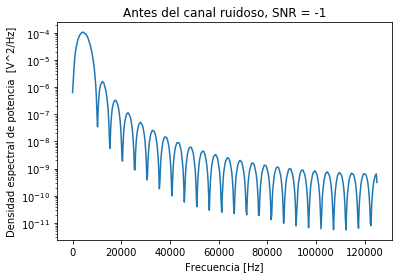 Antes del canal ruidoso, SNR = -1
Densidad espectral de potencia  [V^2/Hz]
10⁻⁴
10⁻⁵
10⁻⁶
10⁻⁷
10⁻⁸
10⁻⁹
10⁻¹⁰
10⁻¹¹
0 20000 40000 60000 80000 100000 120000
Frecuencia [Hz]